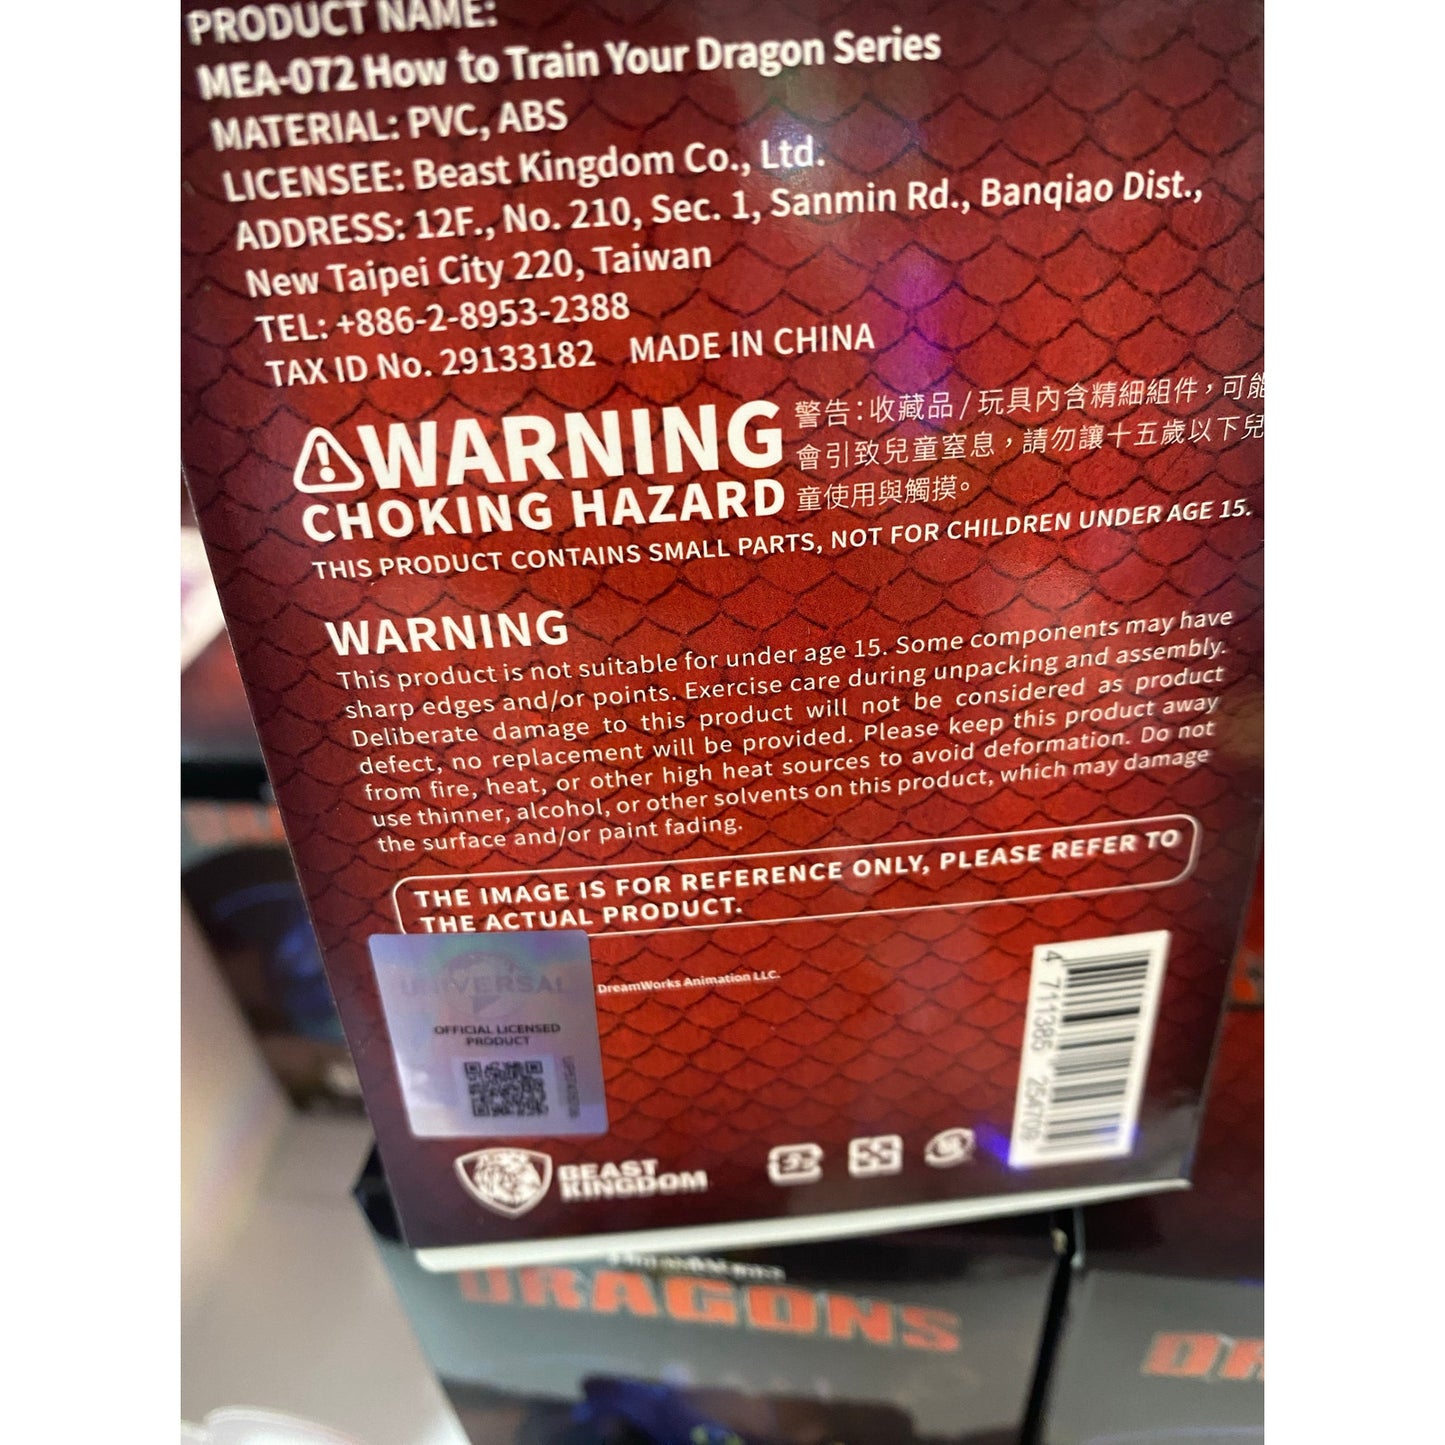 PRODUCT NAME:
MEA-072 How to Train Your Dragon Series
MATERIAL: PVC, ABS
LICENSEE: Beast Kingdom Co., Ltd.
ADDRESS: 12F., No. 210, Sec. 1, Sanmin Rd., Banqiao Dist.,
New Taipei City 220, Taiwan
TEL: +886-2-8953-2388
TAX ID No. 29133182 MADE IN CHINA
WARNING
CHOKING HAZARD
警告：收藏品 / 玩具內含精細組件，可能
會引致兒童窒息，請勿讓十五歲以下兒
童使用與觸摸。
THIS PRODUCT CONTAINS SMALL PARTS, NOT FOR CHILDREN UNDER AGE 15.
WARNING
This product is not suitable for under age 15. Some components may have
sharp edges and/or points. Exercise care during unpacking and assembly.
Deliberate damage to this product will not be considered as product
defect, no replacement will be provided. Please keep this product away
from fire, heat, or other high heat sources to avoid deformation. Do not
use thinner, alcohol, or other solvents on this product, which may damage
the surface and/or paint fading.
THE IMAGE IS FOR REFERENCE ONLY, PLEASE REFER TO
THE ACTUAL PRODUCT.
DreamWorks Animation LLC.
UNIVERSAL
OFFICIAL LICENSED
PRODUCT
4 711385 254709
BEAST
KINGDOM
DRAGONS